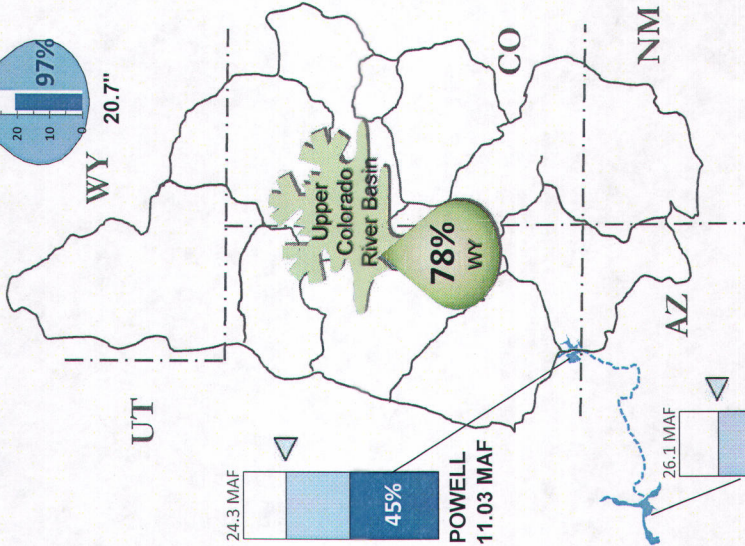 20
10
0
97%
20.7"
WY
UT
CO
NM
AZ
Upper
Colorado
River Basin
78%
WY
24.3 MAF
45%
POWELL
11.03 MAF
26.1 MAF